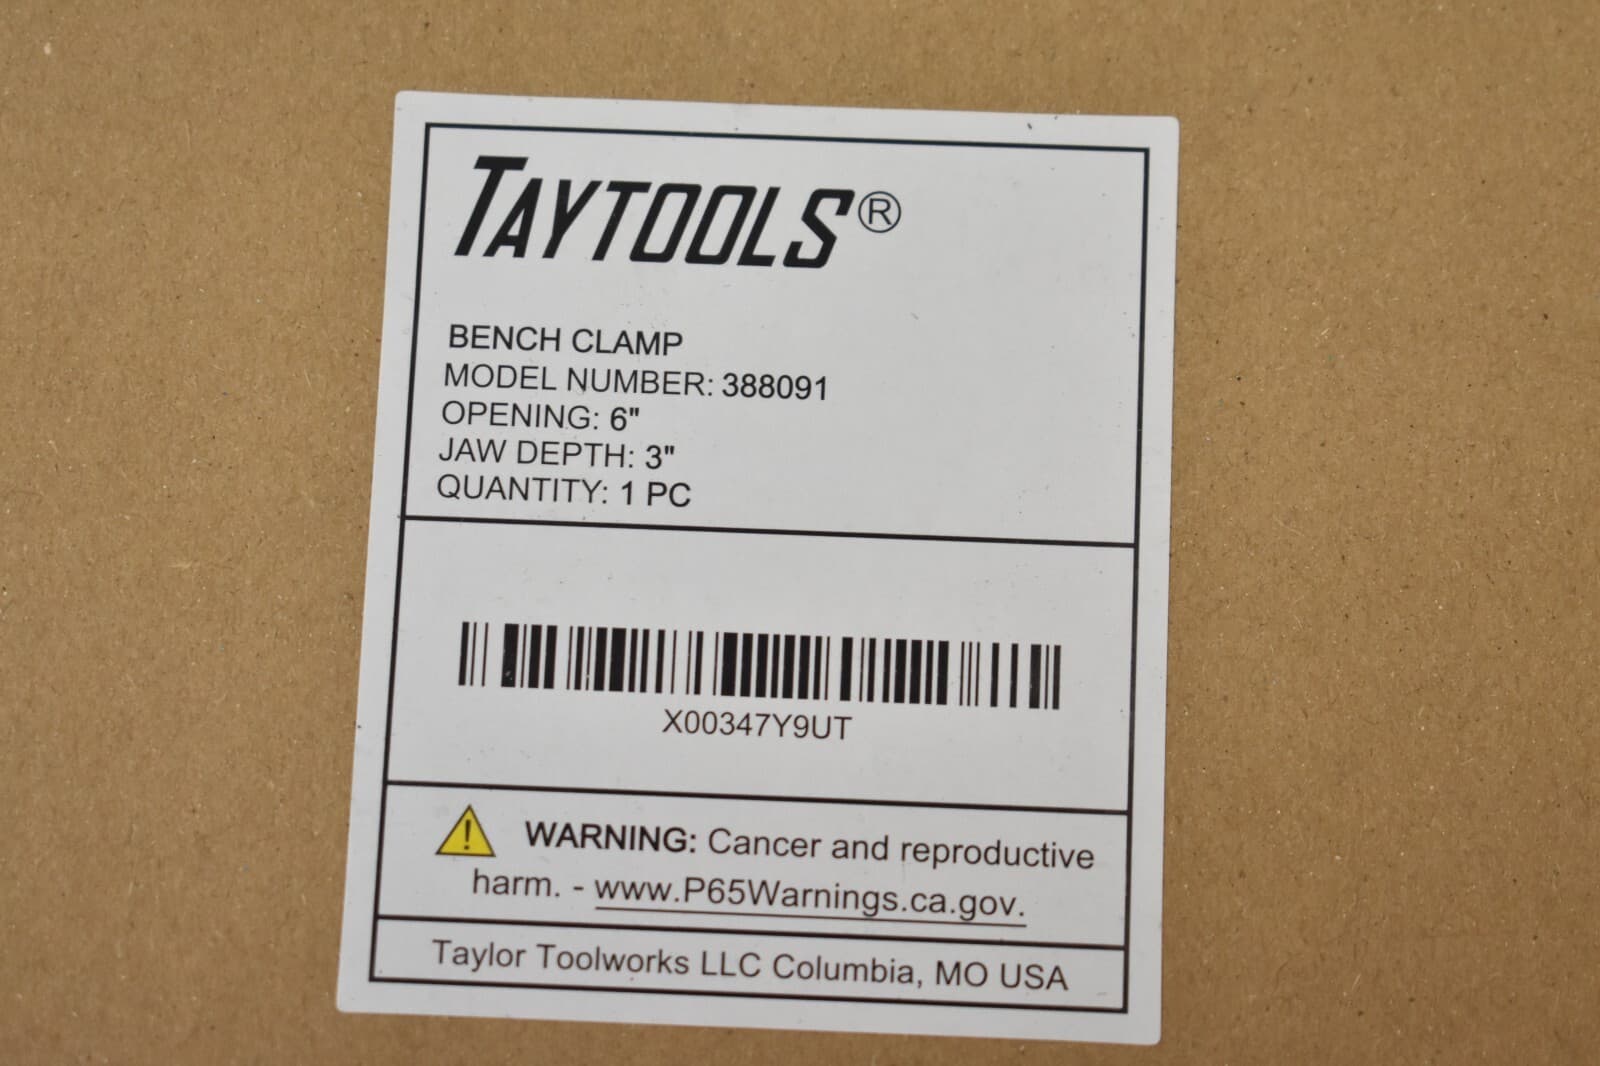 TAYTOOLS®
BENCH CLAMP
MODEL NUMBER: 388091
OPENING: 6"
JAW DEPTH: 3"
QUANTITY: 1 PC
X00347Y9UT
WARNING: Cancer and reproductive
harm. - www.P65Warnings.ca.gov.
Taylor Toolworks LLC Columbia, MO USA